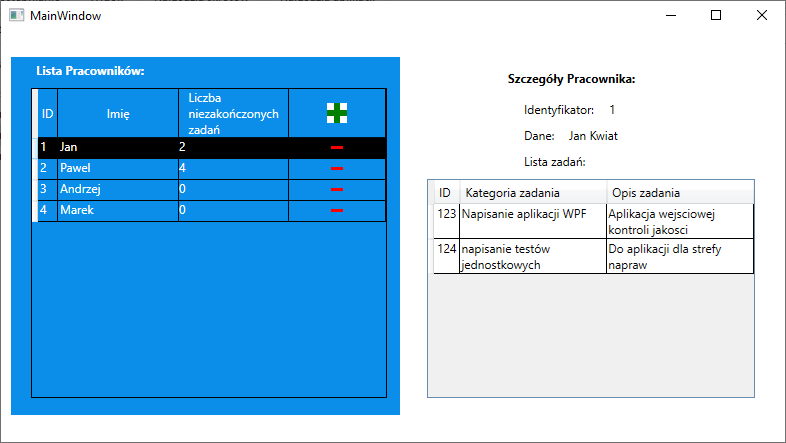 MainWindow
Lista Pracowników:
ID Imię Liczba
niezakończonych
zadań
1 Jan 2
2 Pawel 4
3 Andrzej 0
4 Marek 0
Szczegóły Pracownika:
Identyfikator: 1
Dane: Jan Kwiat
Lista zadań:
ID Kategoria zadania Opis zadania
123 Napisanie aplikacji WPF Aplikacja wejsciowej
kontroli jakosci
124 napisanie testów Do aplikacji dla strefy
jednostkowych napraw